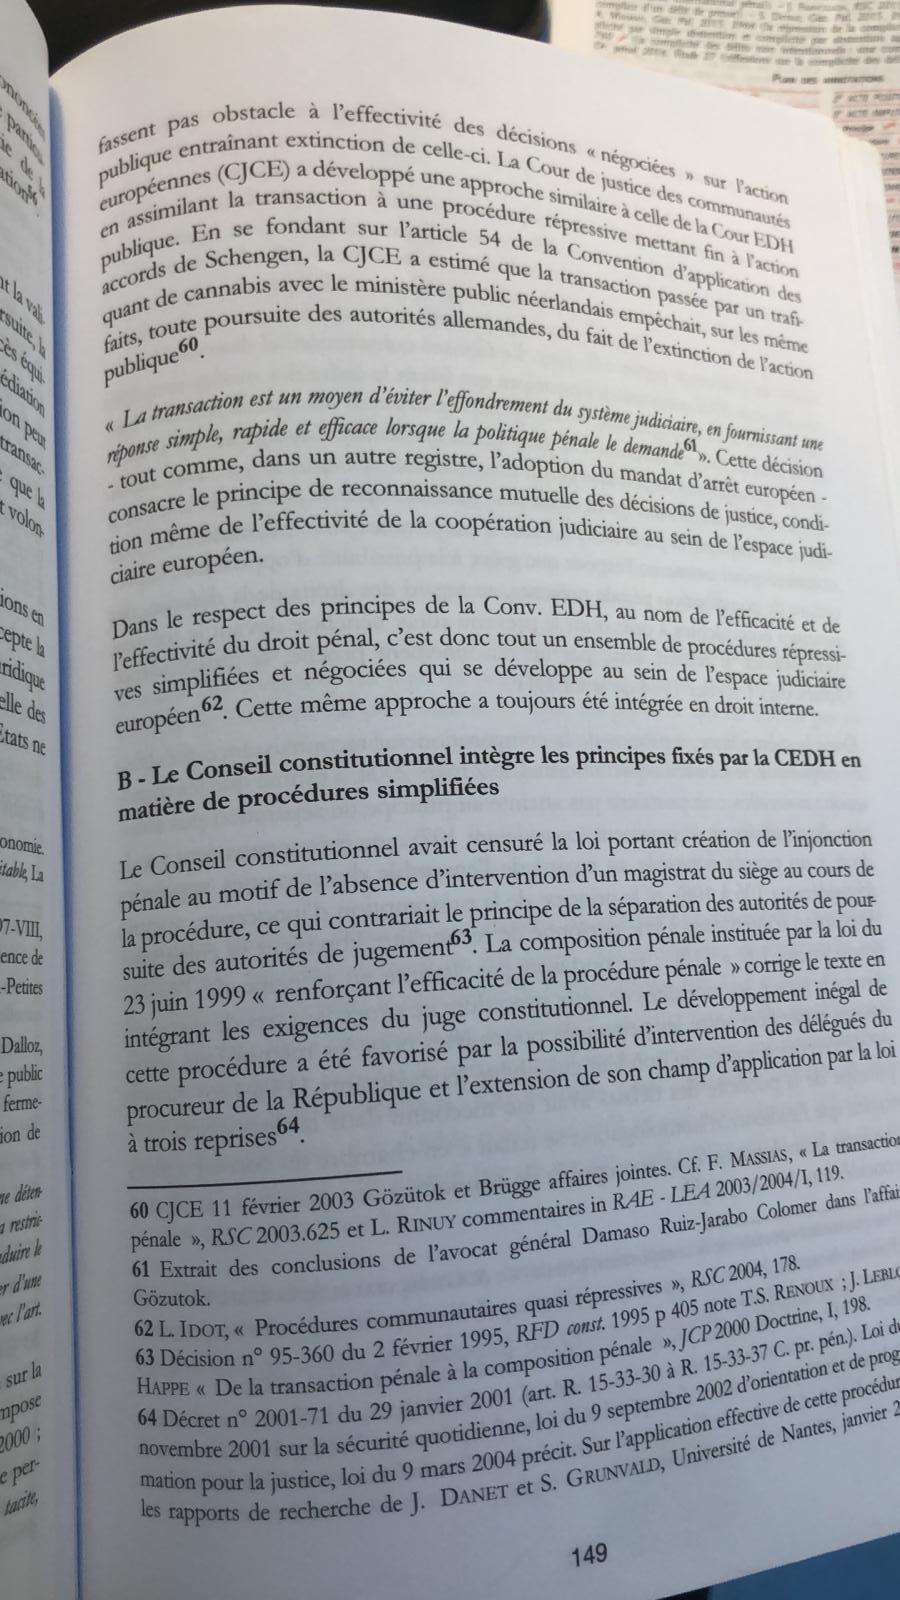 fassent pas obstacle à l'effectivité des décisions « négociées » sur l'action
publique entraînant extinction de celle-ci. La Cour de justice des communautés
européennes (CJCE) a développé une approche similaire à celle de la Cour EDH
en assimilant la transaction à une procédure répressive mettant fin à l'action
publique. En se fondant sur l'article 54 de la Convention d'application des
accords de Schengen, la CJCE a estimé que la transaction passée par un trafi-
quant de cannabis avec le ministère public néerlandais empêchait, sur les même
faits, toute poursuite des autorités allemandes, du fait de l'extinction de l'action
publique60.
« La transaction est un moyen d'éviter l'effondrement du système judiciaire, en fournissant une
réponse simple, rapide et efficace lorsque la politique pénale le demande61». Cette décision
- tout comme, dans un autre registre, l'adoption du mandat d'arrêt européen -
consacre le principe de reconnaissance mutuelle des décisions de justice, condi-
tion même de l'effectivité de la coopération judiciaire au sein de l'espace judi-
ciaire européen.
Dans le respect des principes de la Conv. EDH, au nom de l'efficacité et de
l'effectivité du droit pénal, c'est donc tout un ensemble de procédures répressi-
ves simplifiées et négociées qui se développe au sein de l'espace judiciaire
européen62. Cette même approche a toujours été intégrée en droit interne.
B - Le Conseil constitutionnel intègre les principes fixés par la CEDH en
matière de procédures simplifiées
Le Conseil constitutionnel avait censuré la loi portant création de l'injonction
pénale au motif de l'absence d'intervention d'un magistrat du siège au cours de
la procédure, ce qui contrariait le principe de la séparation des autorités de pour-
suite des autorités de jugement63. La composition pénale instituée par la loi du
23 juin 1999 « renforçant l'efficacité de la procédure pénale » corrige le texte en
intégrant les exigences du juge constitutionnel. Le développement inégal de
cette procédure a été favorisé par la possibilité d'intervention des délégués du
procureur de la République et l'extension de son champ d'application par la loi
à trois reprises64.
60 CJCE 11 février 2003 Gözütok et Brügge affaires jointes. Cf. F. MASSIAS, « La transaction
pénale », RSC 2003.625 et L. RINUY commentaires in RAE - LEA 2003/2004/I, 119.
61 Extrait des conclusions de l'avocat général Damaso Ruiz-Jarabo Colomer dans l'affai
Gözutok.
62 L. IDOT, « Procédures communautaires quasi répressives », RSC 2004, 178.
63 Décision n° 95-360 du 2 février 1995, RFD const. 1995 p 405 note T.S. RENOUX ; J. LEBLO
HAPPE « De la transaction pénale à la composition pénale », JCP 2000 Doctrine, I, 198.
64 Décret n° 2001-71 du 29 janvier 2001 (art. R. 15-33-30 à R. 15-33-37 C. pr. pén.). Loi du
novembre 2001 sur la sécurité quotidienne, loi du 9 septembre 2002 d'orientation et de prog
mation pour la justice, loi du 9 mars 2004 précit. Sur l'application effective de cette procédu
les rapports de recherche de J. DANET et S. GRUNVALD, Université de Nantes, janvier 2
149